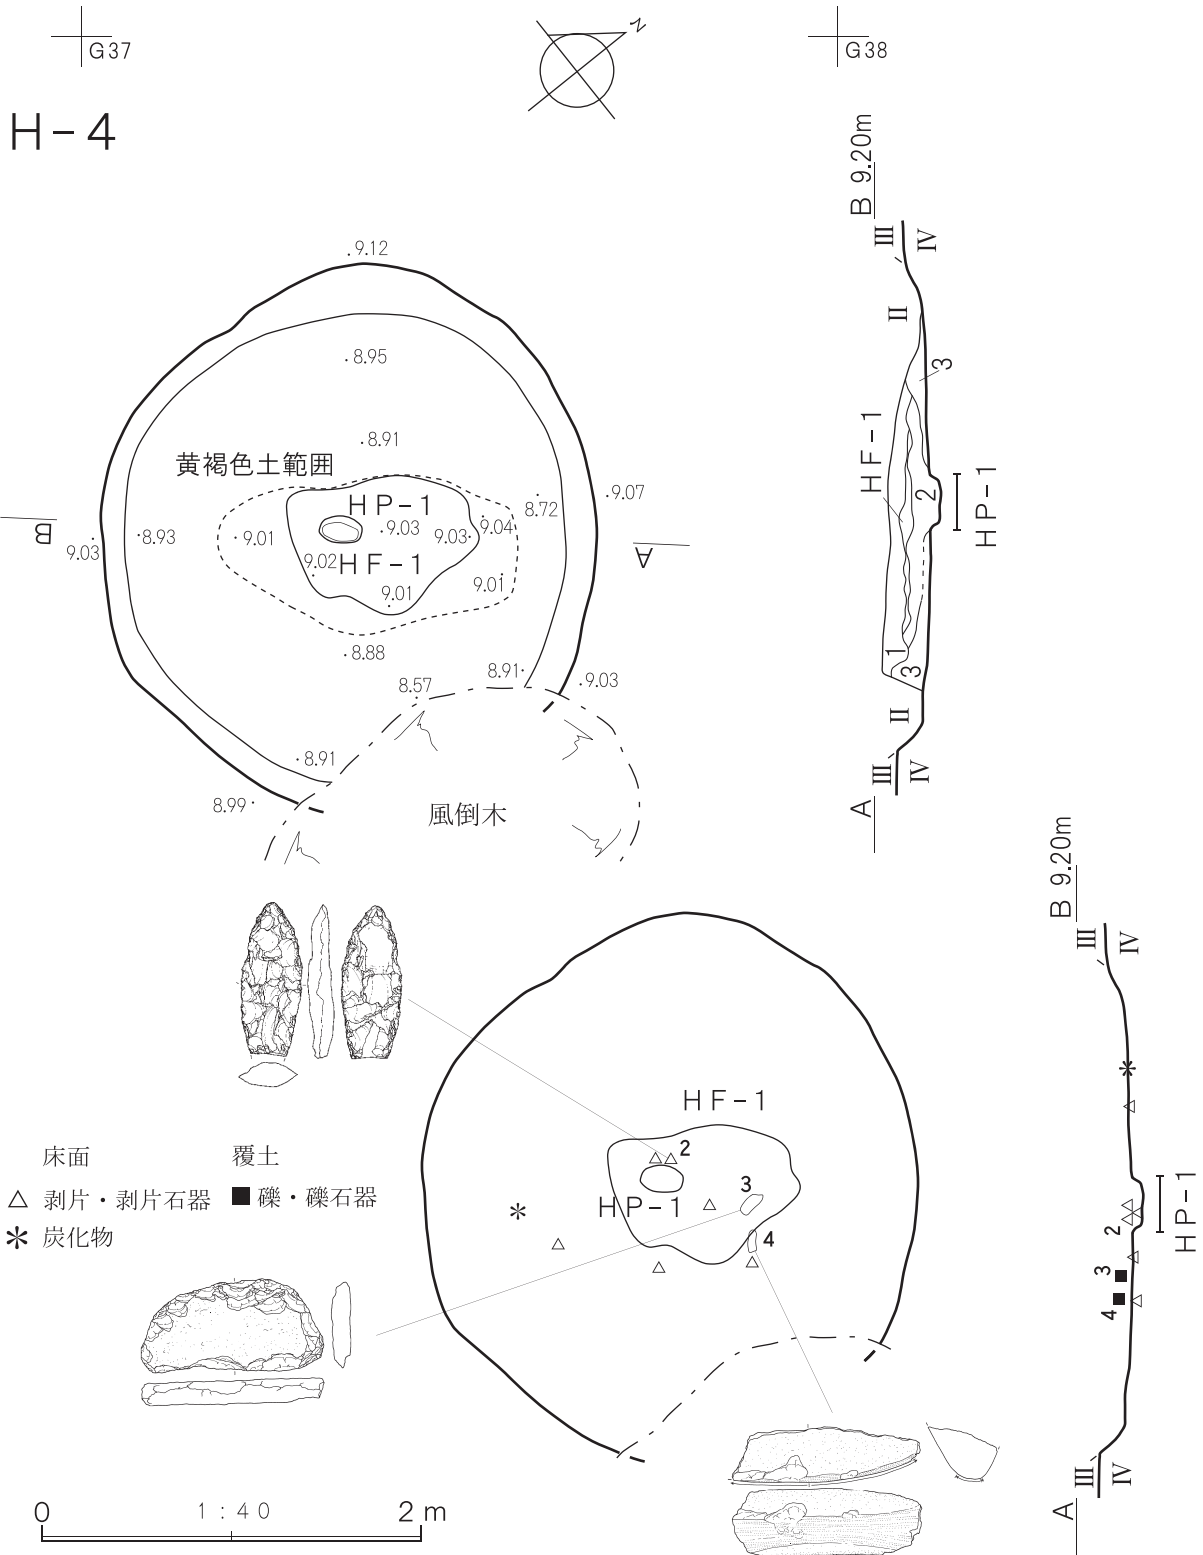 G37
N
G38
H-4
B 9.20m
III
IV
II
3
HF-1
2
HP-1
1
3
II
III
IV
A
.9.12
.8.95
.8.91
黄褐色土範囲
HP-1
8.72
.9.07
B
9.03
.8.93
.9.01
.9.03
9.03.
9.04
9.02
HF-1
9.01
9.01
A
.8.88
8.91.
.9.03
8.57
.8.91
8.99.
風倒木
B 9.20m
III
IV
HF-1
2
HP-1
3
4
床面
覆土
△ 剥片・剥片石器
■ 礫・礫石器
＊ 炭化物
HP-1
2
3
4
III
IV
A
0
1:40
2m